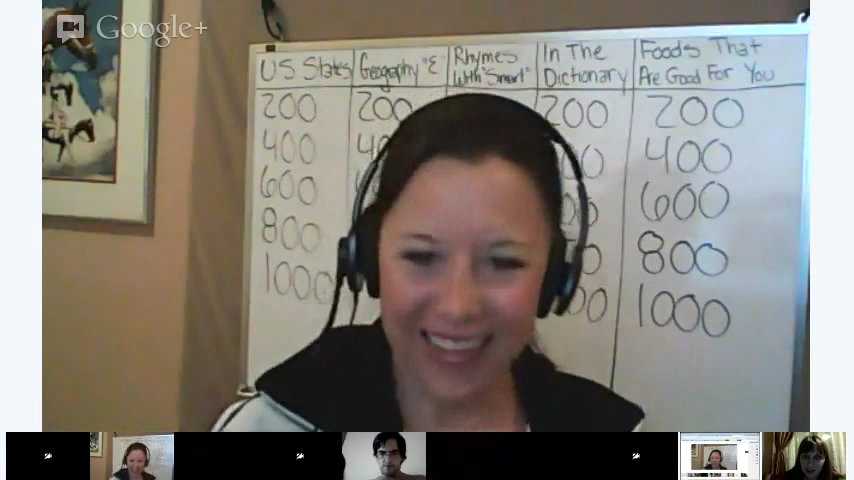 Google+
US States
Geography "E"
Rhymes
With "Smart"
In The
Dictionary
Foods That
Are Good For You
200 200 200 200
400 400
600 600
800 800
1000 1000